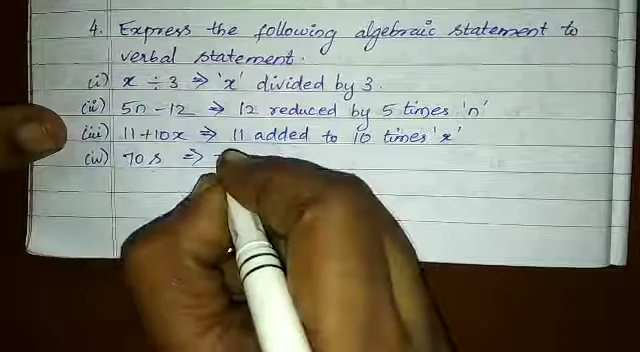 4. Express the following algebraic statement to
verbal statement.
(i) x ÷ 3 ⇒ 'x' divided by 3.
(ii) 5n - 12 ⇒ 12 reduced by 5 times 'n'
(iii) 11 + 10x ⇒ 11 added to 10 times 'x'
(iv) 70 s ⇒